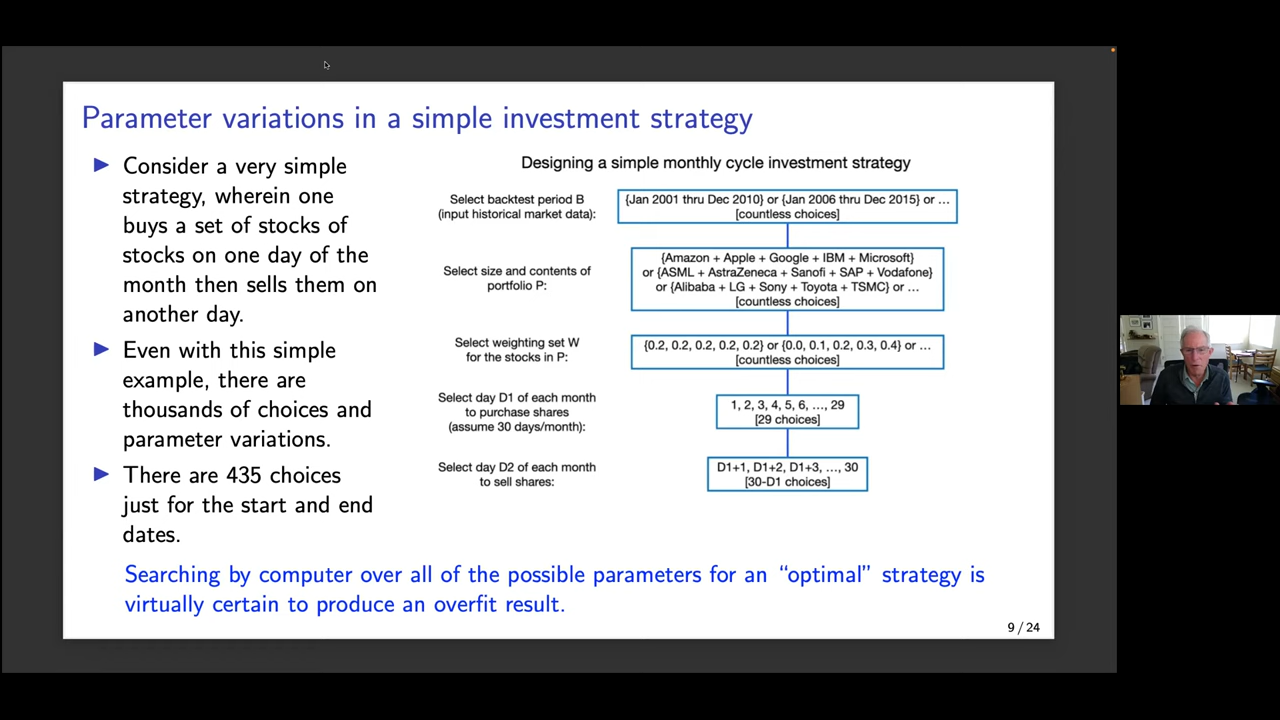 Parameter variations in a simple investment strategy
▶ Consider a very simple
strategy, wherein one
buys a set of stocks of
stocks on one day of the
month then sells them on
another day.
▶ Even with this simple
example, there are
thousands of choices and
parameter variations.
▶ There are 435 choices
just for the start and end
dates.
Designing a simple monthly cycle investment strategy
Select backtest period B
(input historical market data):
{Jan 2001 thru Dec 2010} or {Jan 2006 thru Dec 2015} or …
[countless choices]
Select size and contents of
portfolio P:
{Amazon + Apple + Google + IBM + Microsoft}
or {ASML + AstraZeneca + Sanofi + SAP + Vodafone}
or {Alibaba + LG + Sony + Toyota + TSMC} or …
[countless choices]
Select weighting set W
for the stocks in P:
{0.2, 0.2, 0.2, 0.2, 0.2} or {0.0, 0.1, 0.2, 0.3, 0.4} or …
[countless choices]
Select day D1 of each month
to purchase shares
(assume 30 days/month):
1, 2, 3, 4, 5, 6, …, 29
[29 choices]
Select day D2 of each month
to sell shares:
D1+1, D1+2, D1+3, …, 30
[30-D1 choices]
Searching by computer over all of the possible parameters for an “optimal” strategy is
virtually certain to produce an overfit result.
9 / 24